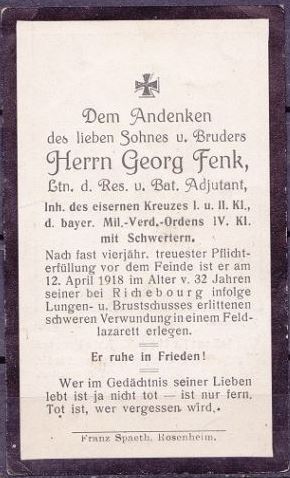 Dem Andenken
des lieben Sohnes u. Bruders
Herrn Georg Fenk,
Ltn. d. Res. u. Bat. Adjutant,
Inh. des eisernen Kreuzes I. u. II. Kl.,
d. bayer. Mil.-Verd.-Ordens IV. Kl.
mit Schwertern.
Nach fast vierjähr. treuester Pflicht-
erfüllung vor dem Feinde ist er am
12. April 1918 im Alter v. 32 Jahren
seiner bei Richebourg infolge
Lungen- u. Brustschusses erlittenen
schweren Verwundung in einem Feld-
lazarett erlegen.
Er ruhe in Frieden!
Wer im Gedächtnis seiner Lieben
lebt ist ja nicht tot — ist nur fern.
Tot ist, wer vergessen wird.
Franz Spaeth, Rosenheim.